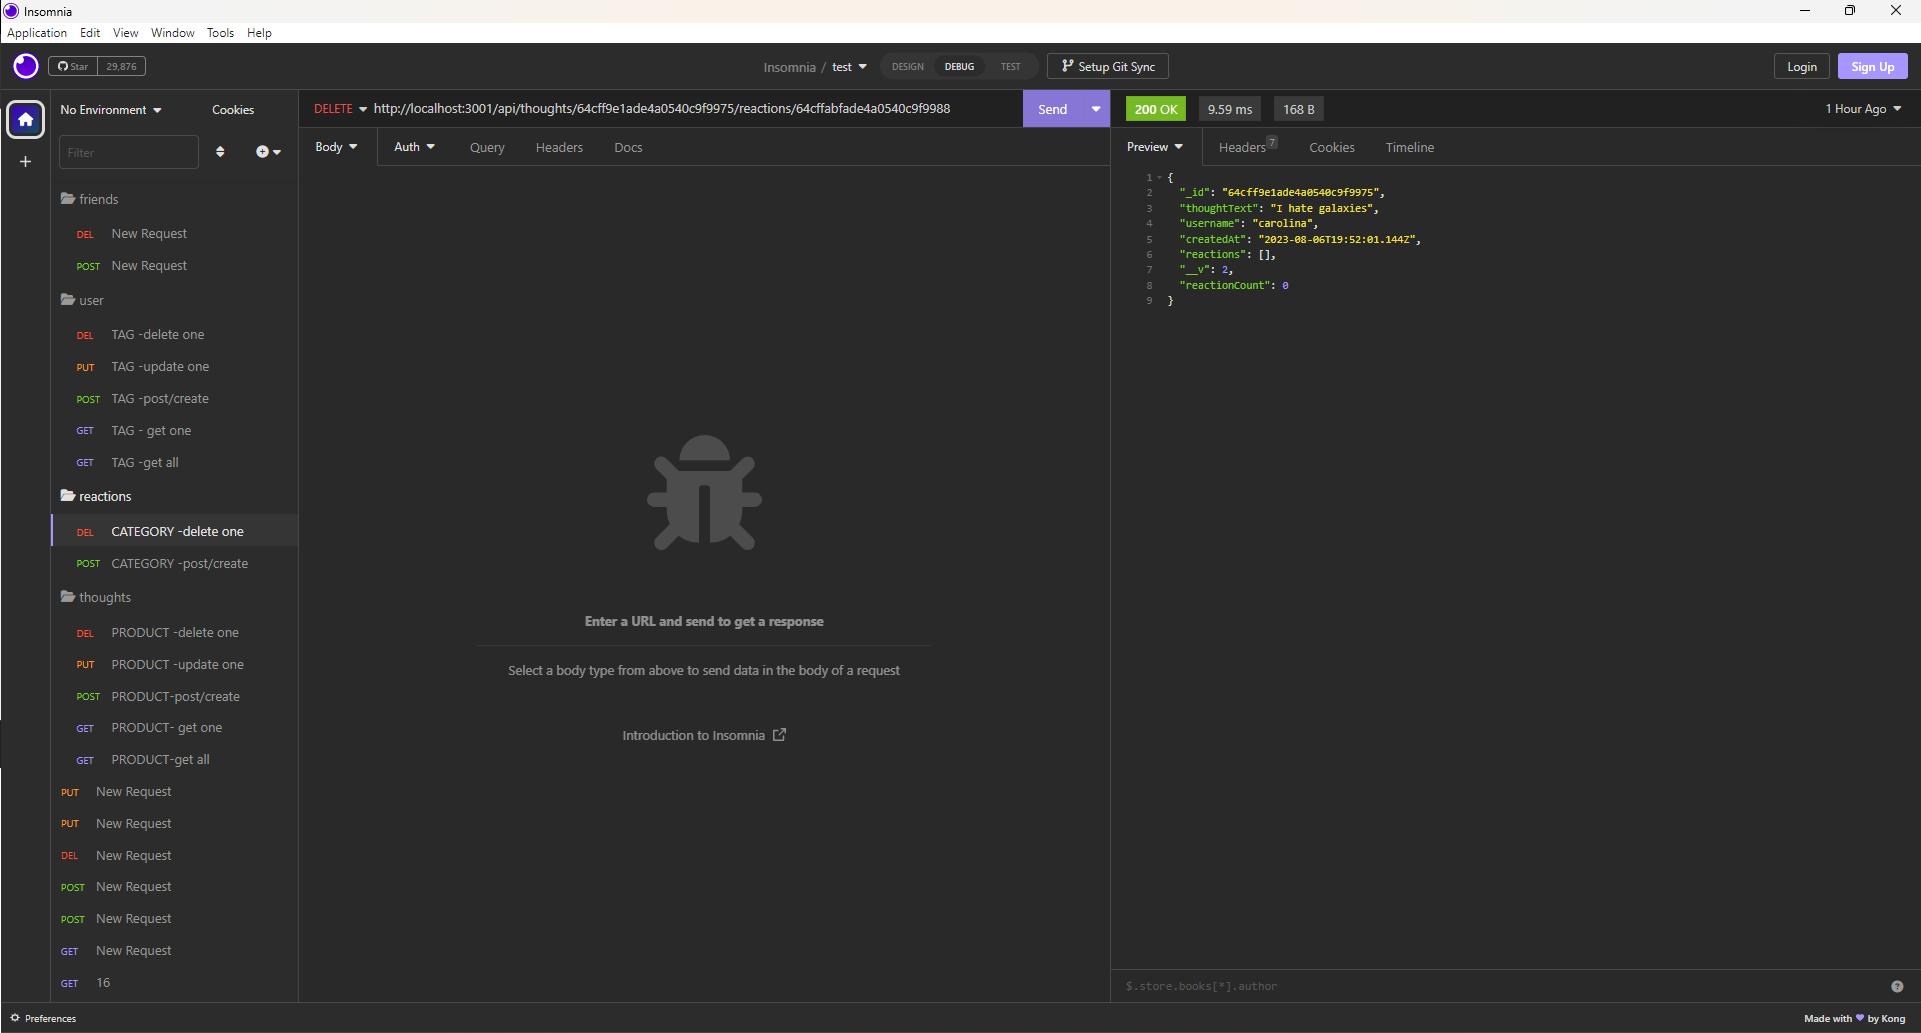 Insomnia
Application Edit View Window Tools Help
Star 29,876
Insomnia / test
DESIGN DEBUG TEST
Setup Git Sync
Login
Sign Up
No Environment
Cookies
Filter
friends
DEL New Request
POST New Request
user
DEL TAG -delete one
PUT TAG -update one
POST TAG -post/create
GET TAG - get one
GET TAG -get all
reactions
DEL CATEGORY -delete one
POST CATEGORY -post/create
thoughts
DEL PRODUCT -delete one
PUT PRODUCT -update one
POST PRODUCT-post/create
GET PRODUCT- get one
GET PRODUCT-get all
PUT New Request
PUT New Request
DEL New Request
POST New Request
POST New Request
GET New Request
GET 16
DELETE http://localhost:3001/api/thoughts/64cff9e1ade4a0540c9f9975/reactions/64cffabfade4a0540c9f9988
Send
Body Auth Query Headers Docs
Enter a URL and send to get a response
Select a body type from above to send data in the body of a request
Introduction to Insomnia
200 OK 9.59 ms 168 B
1 Hour Ago
Preview Headers 7 Cookies Timeline
1 {
2 "_id": "64cff9e1ade4a0540c9f9975",
3 "thoughtText": "I hate galaxies",
4 "username": "carolina",
5 "createdAt": "2023-08-06T19:52:01.144Z",
6 "reactions": [],
7 "__v": 2,
8 "reactionCount": 0
9 }
$.store.books[*].author
Preferences
Made with by Kong